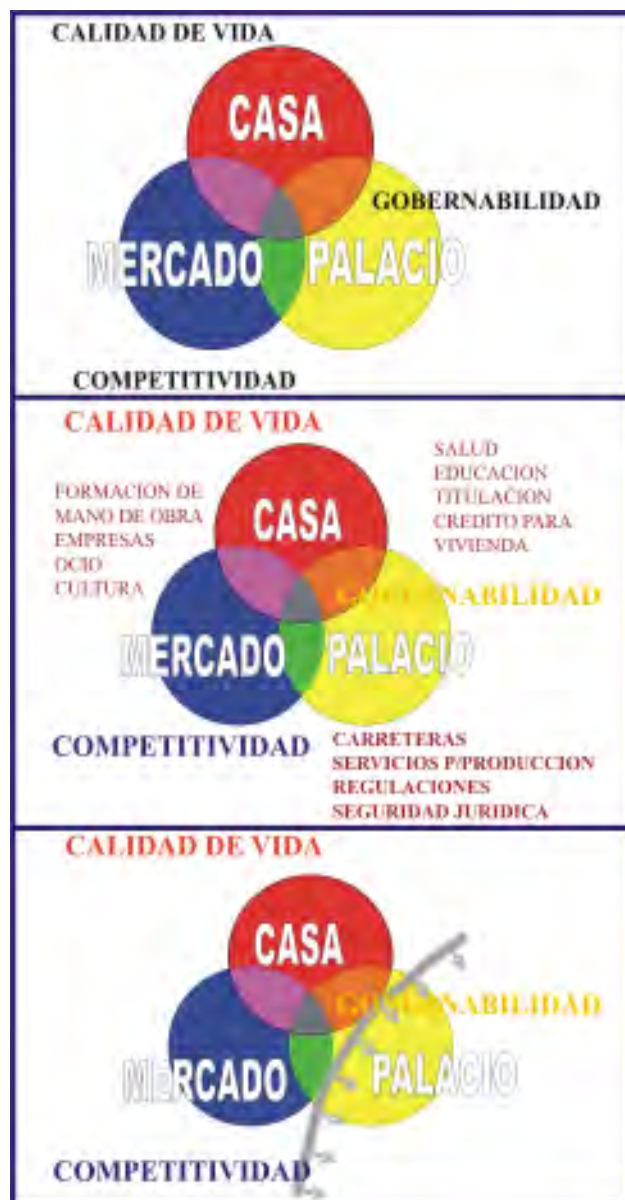 CALIDAD DE VIDA
CASA
GOBERNABILIDAD
MERCADO
PALACIO
COMPETITIVIDAD
CALIDAD DE VIDA
FORMACION DE
MANO DE OBRA
EMPRESAS
OCIO
CULTURA
CASA
SALUD
EDUCACION
TITULACION
CREDITO PARA
VIVIENDA
GOBERNABILIDAD
MERCADO
PALACIO
COMPETITIVIDAD
CARRETERAS
SERVICIOS P/PRODUCCION
REGULACIONES
SEGURIDAD JURIDICA
CALIDAD DE VIDA
CASA
GOBERNABILIDAD
MERCADO
PALACIO
COMPETITIVIDAD